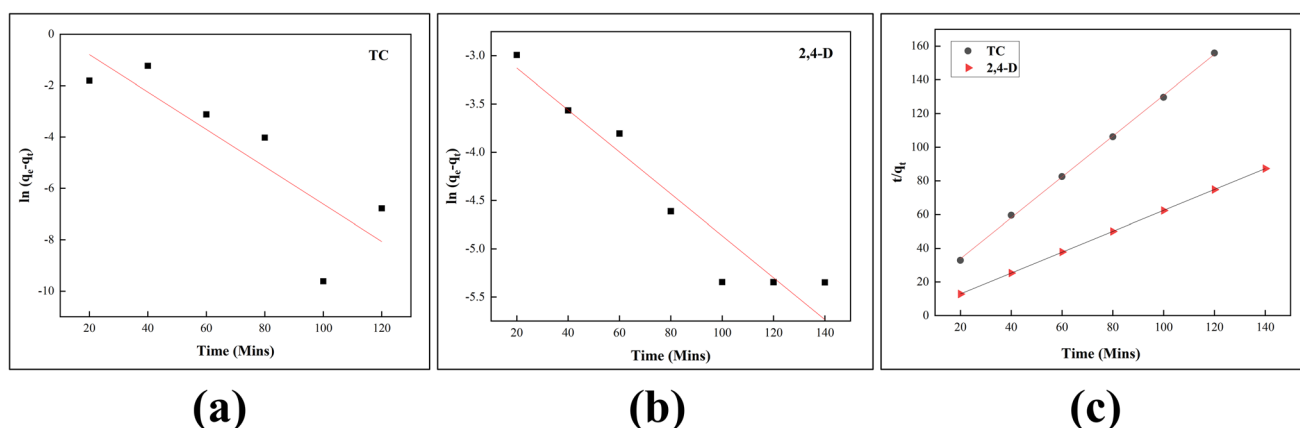 TC
0
-2
-4
-6
-8
-10
ln (qe-qt)
20 40 60 80 100 120
Time (Mins)
(a)
2,4-D
-3.0
-3.5
-4.0
-4.5
-5.0
-5.5
ln (qe-qt)
20 40 60 80 100 120 140
Time (Mins)
(b)
TC
2,4-D
160
140
120
100
80
60
40
20
0
t/qt
20 40 60 80 100 120 140
Time (Mins)
(c)